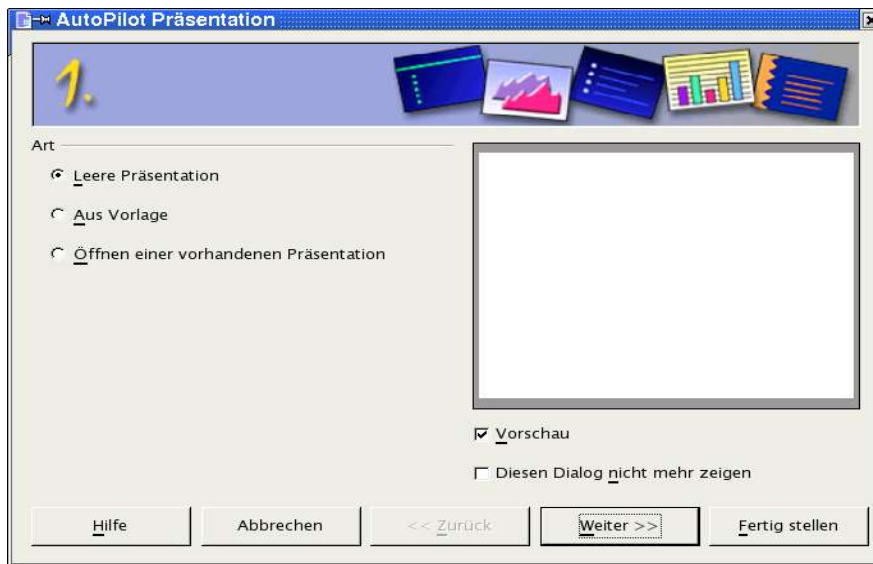 AutoPilot Präsentation
1.
Art
Leere Präsentation
Aus Vorlage
Öffnen einer vorhandenen Präsentation
Vorschau
Diesen Dialog nicht mehr zeigen
Hilfe
Abbrechen
<< Zurück
Weiter >>
Fertig stellen